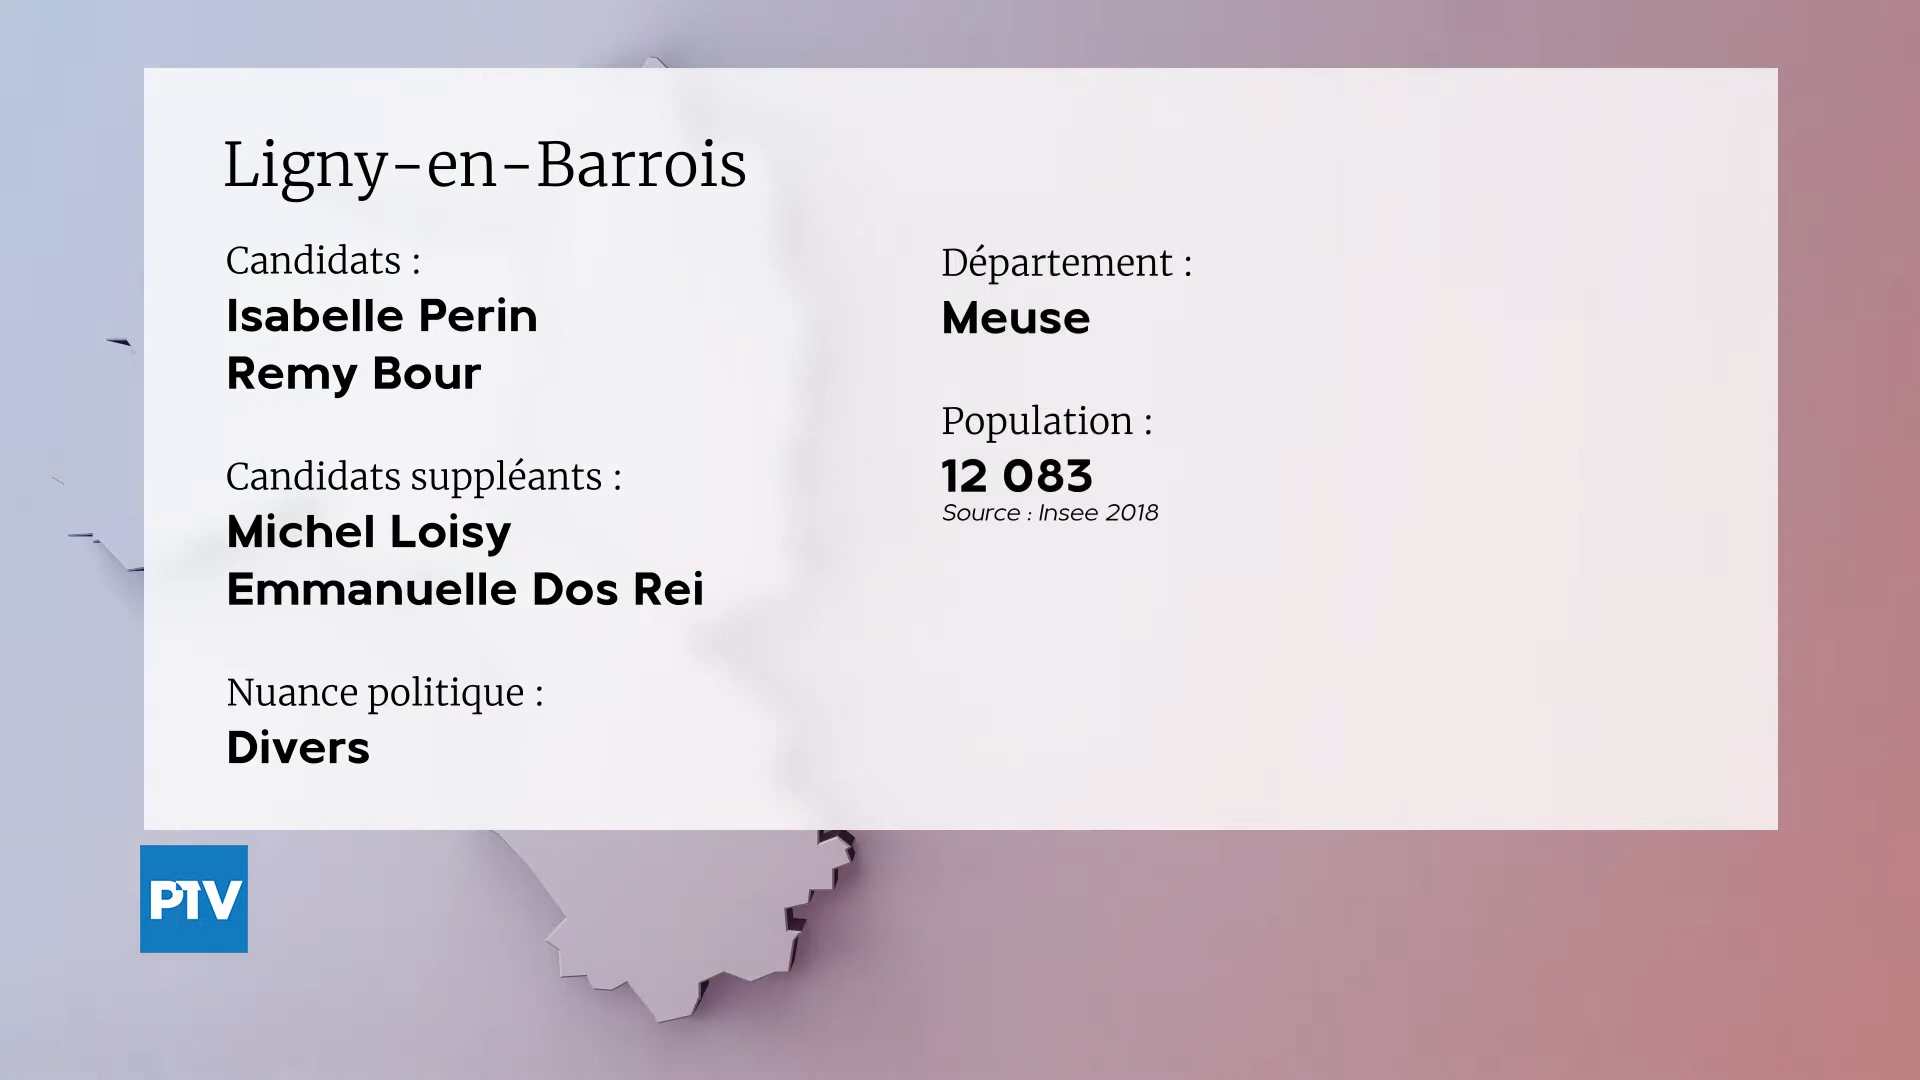 Ligny-en-Barrois
Candidats :
Isabelle Perin
Remy Bour
Candidats suppléants :
Michel Loisy
Emmanuelle Dos Rei
Nuance politique :
Divers
Département :
Meuse
Population :
12 083
Source : Insee 2018
PTV